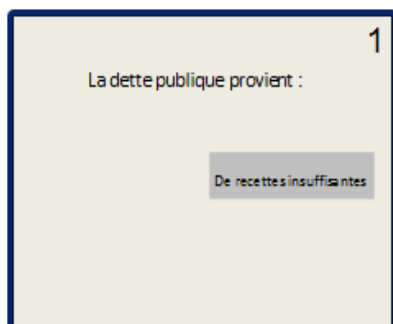 1
La dette publique provient :
De recettes insuffisantes